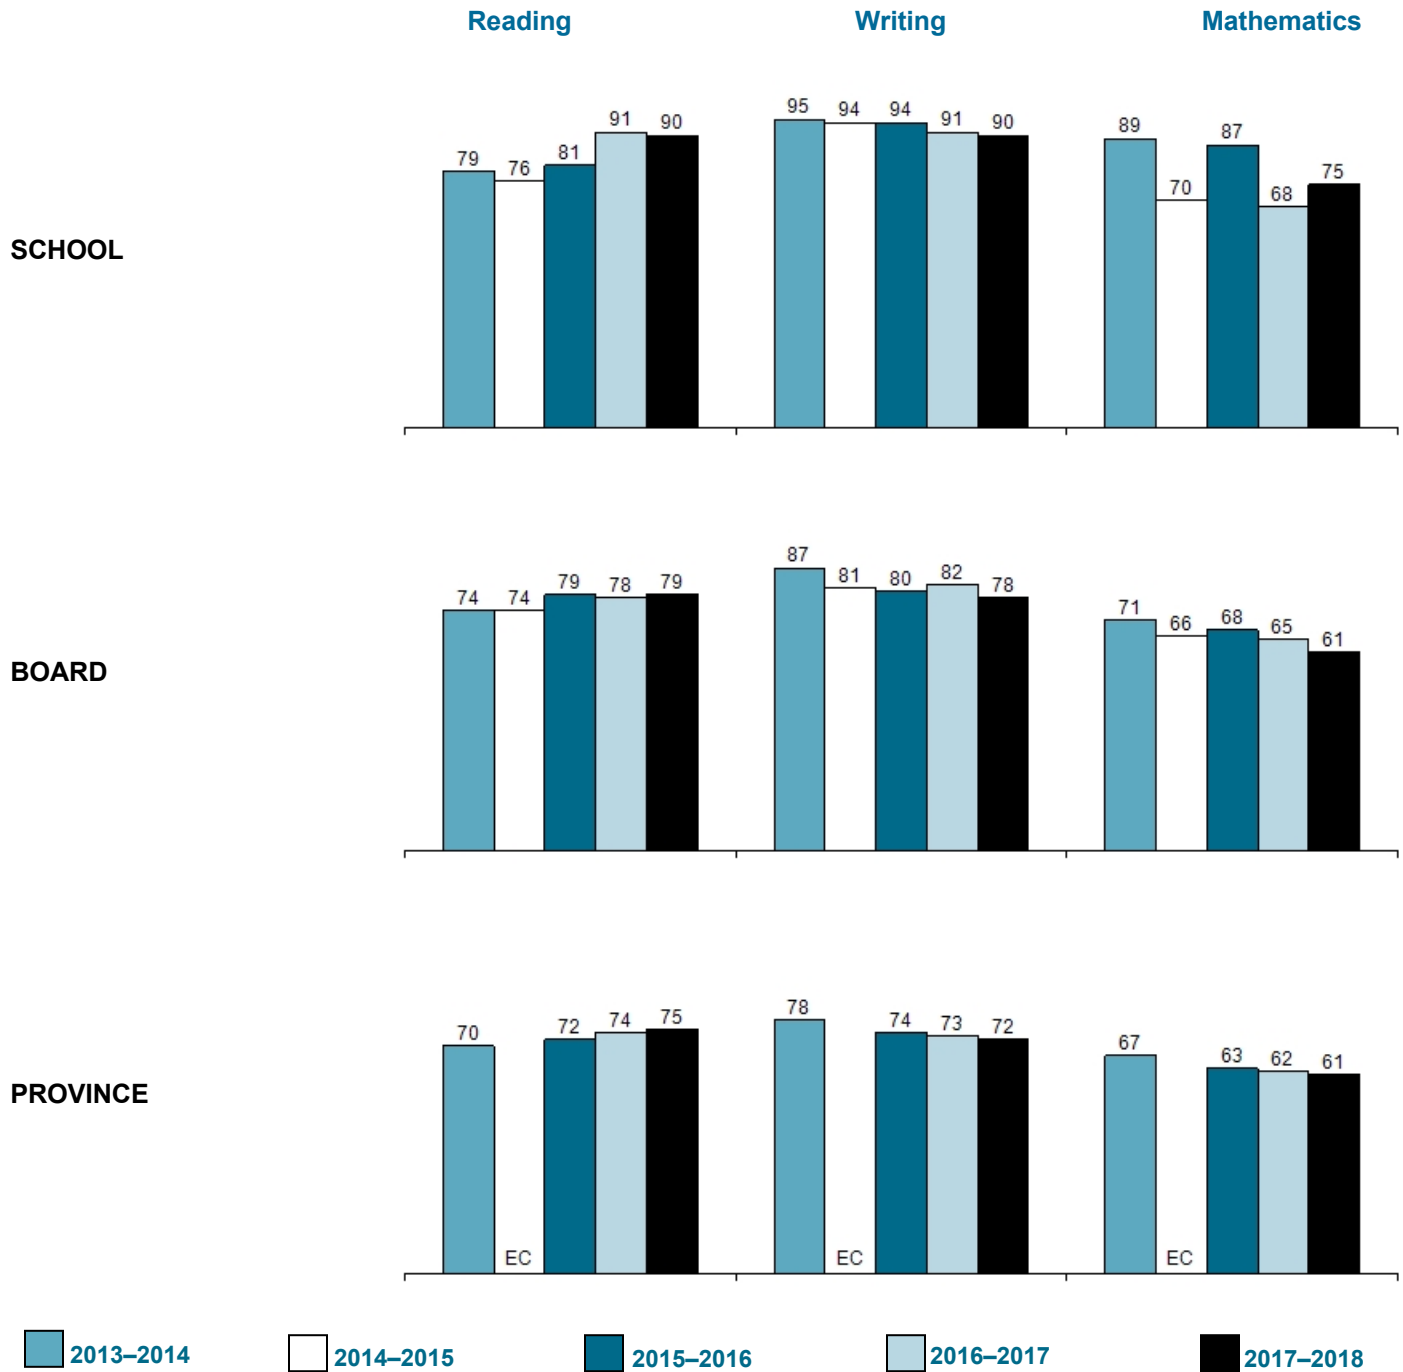 Reading Writing Mathematics
SCHOOL
79 76 81 91 90
95 94 94 91 90
89 70 87 68 75
BOARD
74 74 79 78 79
87 81 80 82 78
71 66 68 65 61
PROVINCE
70 EC 72 74 75
78 EC 74 73 72
67 EC 63 62 61
2013–2014 2014–2015 2015–2016 2016–2017 2017–2018